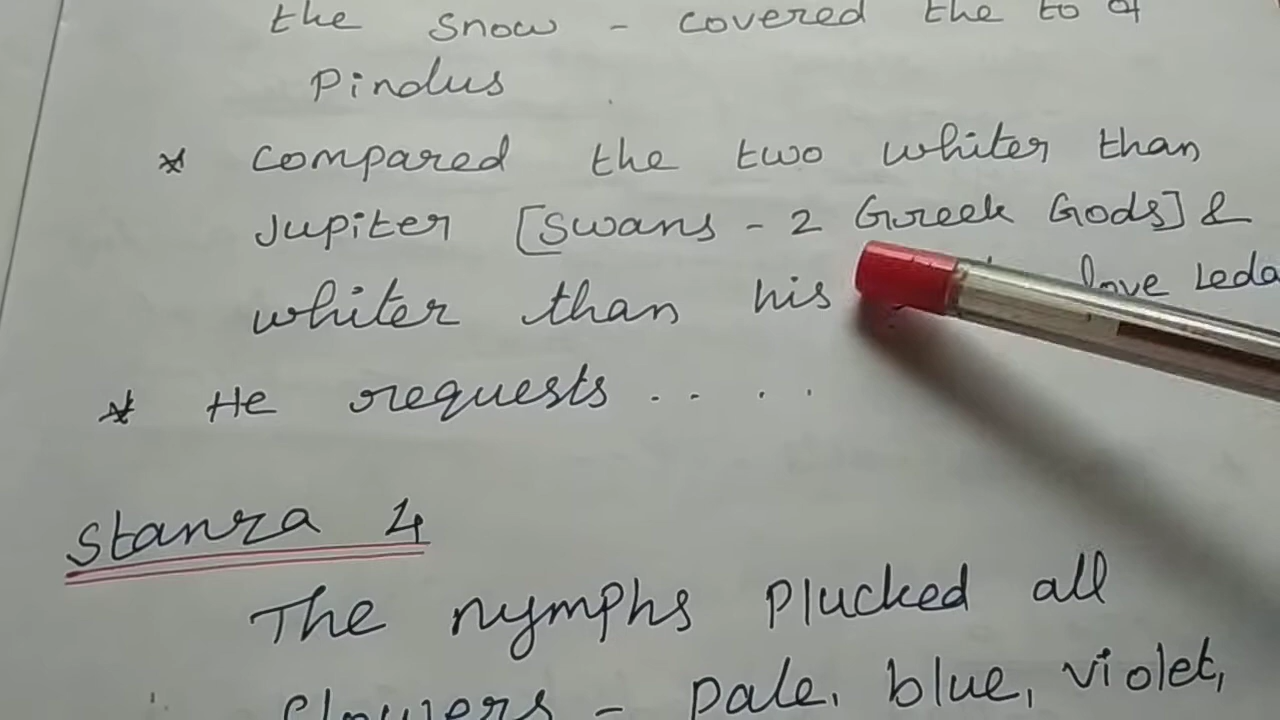 the snow - covered the to of
Pindus
* compared the two whiter than
Jupiter [Swans - 2 Greek Gods] &
whiter than his love Leda
* He requests . . . .
Stanza 4
The nymphs plucked all
flowers - pale, blue, violet,